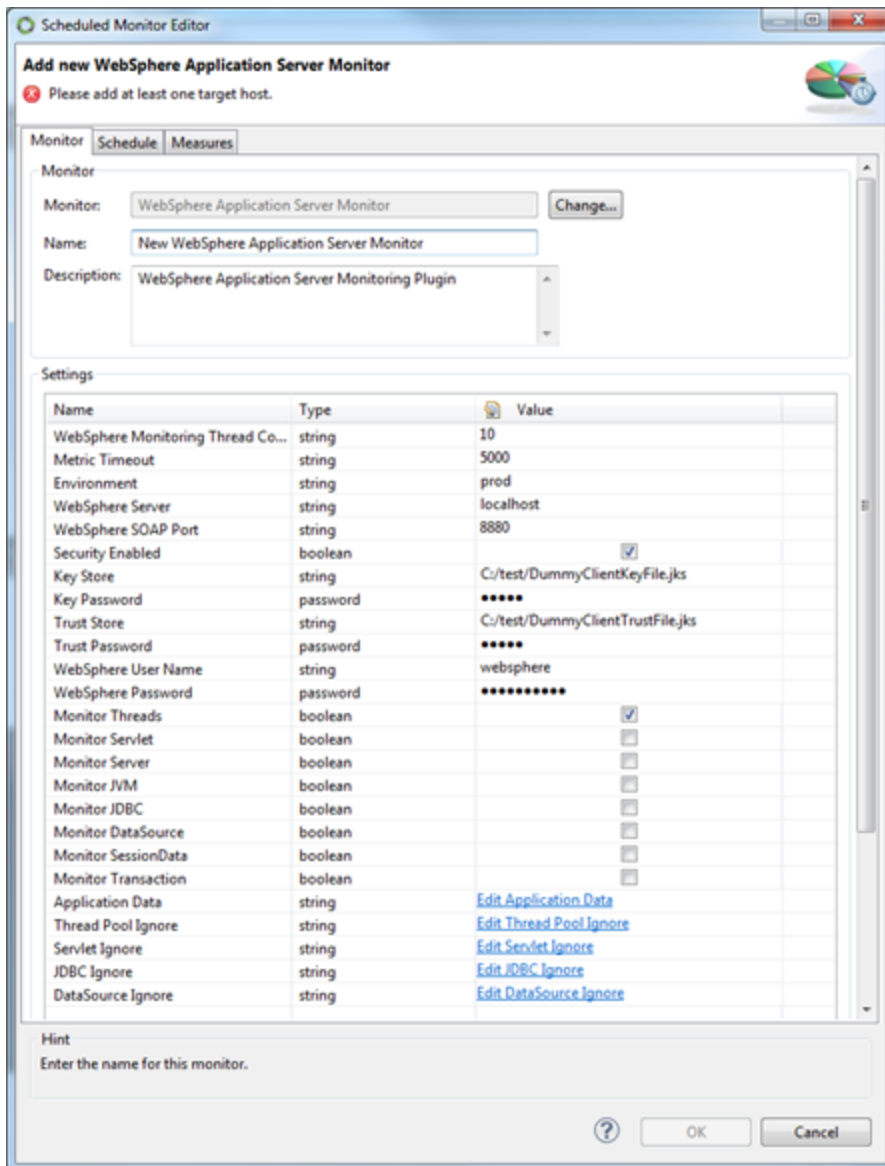 Scheduled Monitor Editor
Add new WebSphere Application Server Monitor
Please add at least one target host.
Monitor Schedule Measures
Monitor
Monitor: WebSphere Application Server Monitor Change...
Name: New WebSphere Application Server Monitor
Description: WebSphere Application Server Monitoring Plugin
Settings
Name Type Value
WebSphere Monitoring Thread Co... string 10
Metric Timeout string 5000
Environment string prod
WebSphere Server string localhost
WebSphere SOAP Port string 8880
Security Enabled boolean
Key Store string C:/test/DummyClientKeyFile.jks
Key Password password •••••
Trust Store string C:/test/DummyClientTrustFile.jks
Trust Password password •••••
WebSphere User Name string websphere
WebSphere Password password ••••••••••
Monitor Threads boolean
Monitor Servlet boolean
Monitor Server boolean
Monitor JVM boolean
Monitor JDBC boolean
Monitor DataSource boolean
Monitor SessionData boolean
Monitor Transaction boolean
Application Data string Edit Application Data
Thread Pool Ignore string Edit Thread Pool Ignore
Servlet Ignore string Edit Servlet Ignore
JDBC Ignore string Edit JDBC Ignore
DataSource Ignore string Edit DataSource Ignore
Hint
Enter the name for this monitor.
? OK Cancel